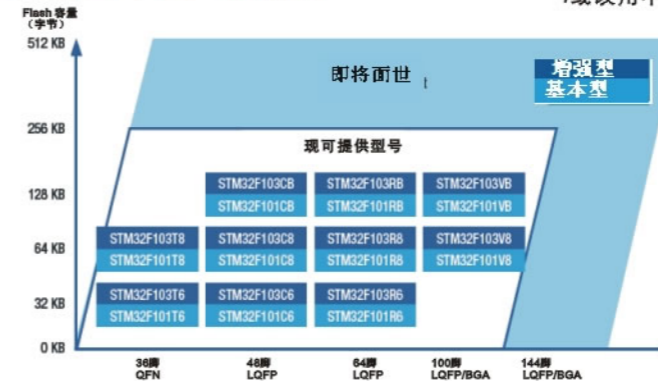 Flash 容量
（字节）
512 KB
即将面世
增强型
基本型
256 KB
现可提供型号
STM32F103CB STM32F103RB STM32F103VB
128 KB
STM32F101CB STM32F101RB STM32F101VB
STM32F103T8 STM32F103C8 STM32F103R8 STM32F103V8
64 KB
STM32F101T8 STM32F101C8 STM32F101R8 STM32F101V8
STM32F103T6 STM32F103C6 STM32F103R6
32 KB
STM32F101T6 STM32F101C6 STM32F101R6
0 KB
36脚 48脚 64脚 100脚 144脚
QFN LQFP LQFP LQFP/BGA LQFP/BGA